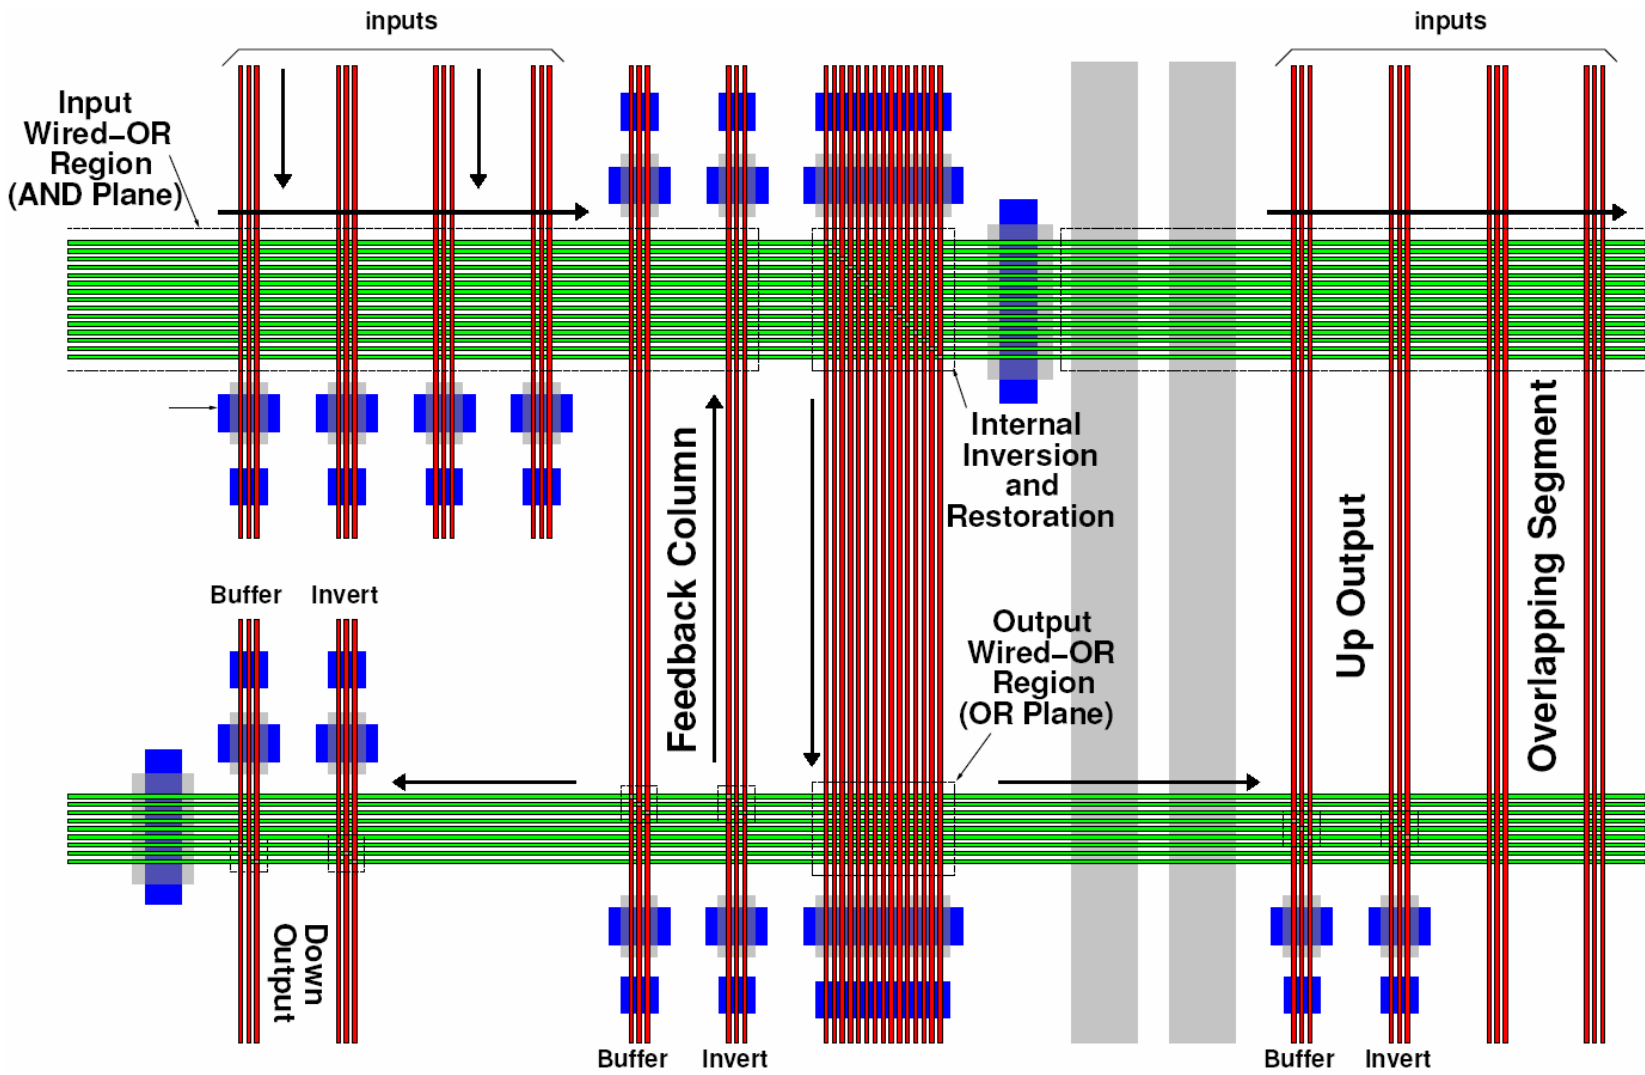 inputs
inputs
Input
Wired–OR
Region
(AND Plane)
Internal
Inversion
and
Restoration
Feedback Column
Up Output
Overlapping Segment
Buffer
Invert
Output
Wired–OR
Region
(OR Plane)
Down
Output
Buffer
Invert
Buffer
Invert